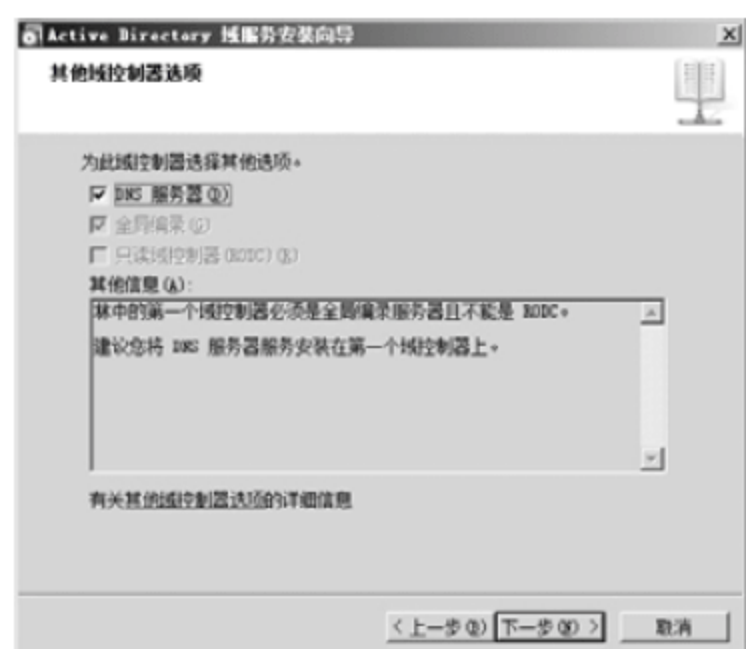 Active Directory 域服务安装向导
其他域控制器选项
为此域控制器选择其他选项。
DNS 服务器(D)
全局编录(G)
只读域控制器(RODC)(R)
其他信息(A):
林中的第一个域控制器必须是全局编录服务器且不能是 RODC。
建议您将 DNS 服务器服务安装在第一个域控制器上。
有关其他域控制器选项的详细信息
< 上一步(B) 下一步(N) > 取消